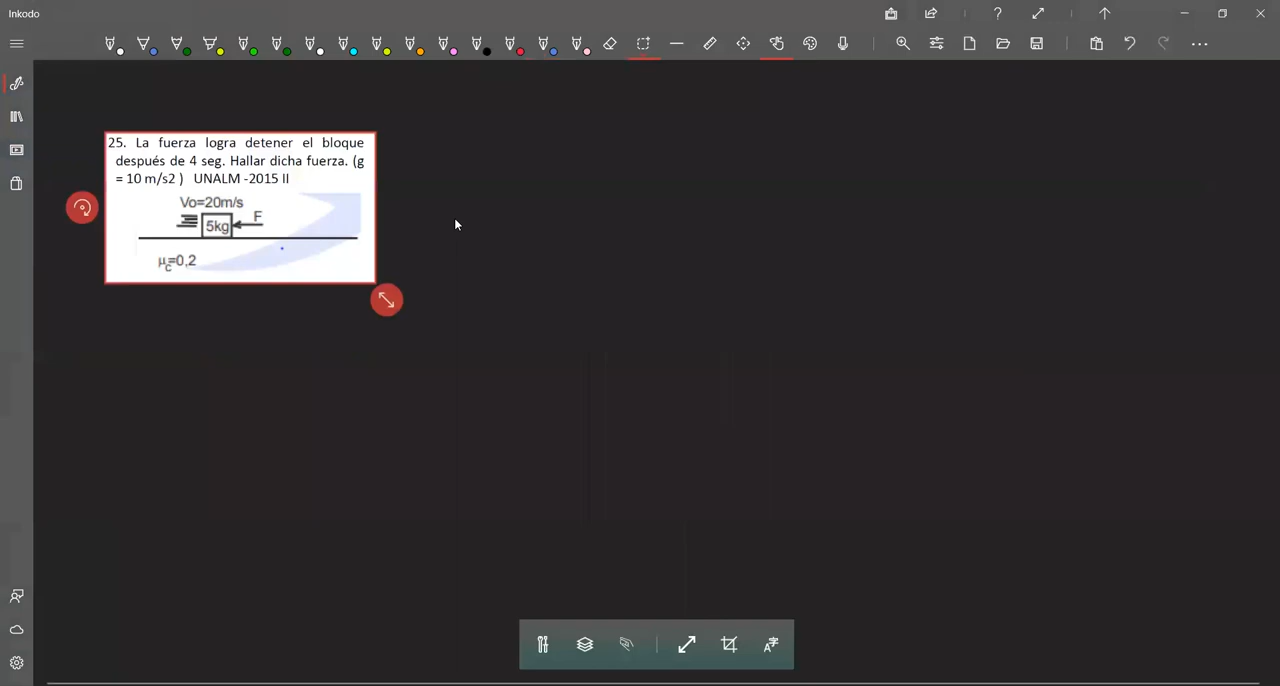 Inkodo
25. La fuerza logra detener el bloque
después de 4 seg. Hallar dicha fuerza. (g
= 10 m/s2 ) UNALM -2015 II
Vo=20m/s
5kg F
μc=0,2